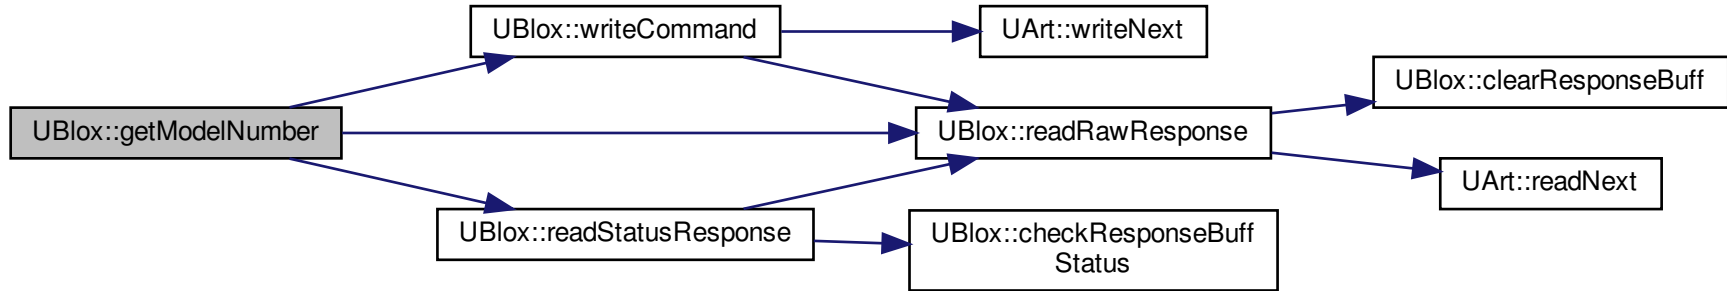 UBlox::writeCommand
UArt::writeNext
UBlox::clearResponseBuff
UBlox::getModelNumber
UBlox::readRawResponse
UArt::readNext
UBlox::readStatusResponse
UBlox::checkResponseBuff
Status